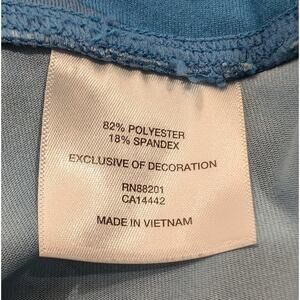 82% POLYESTER
18% SPANDEX
EXCLUSIVE OF DECORATION
RN88201
CA14442
MADE IN VIETNAM